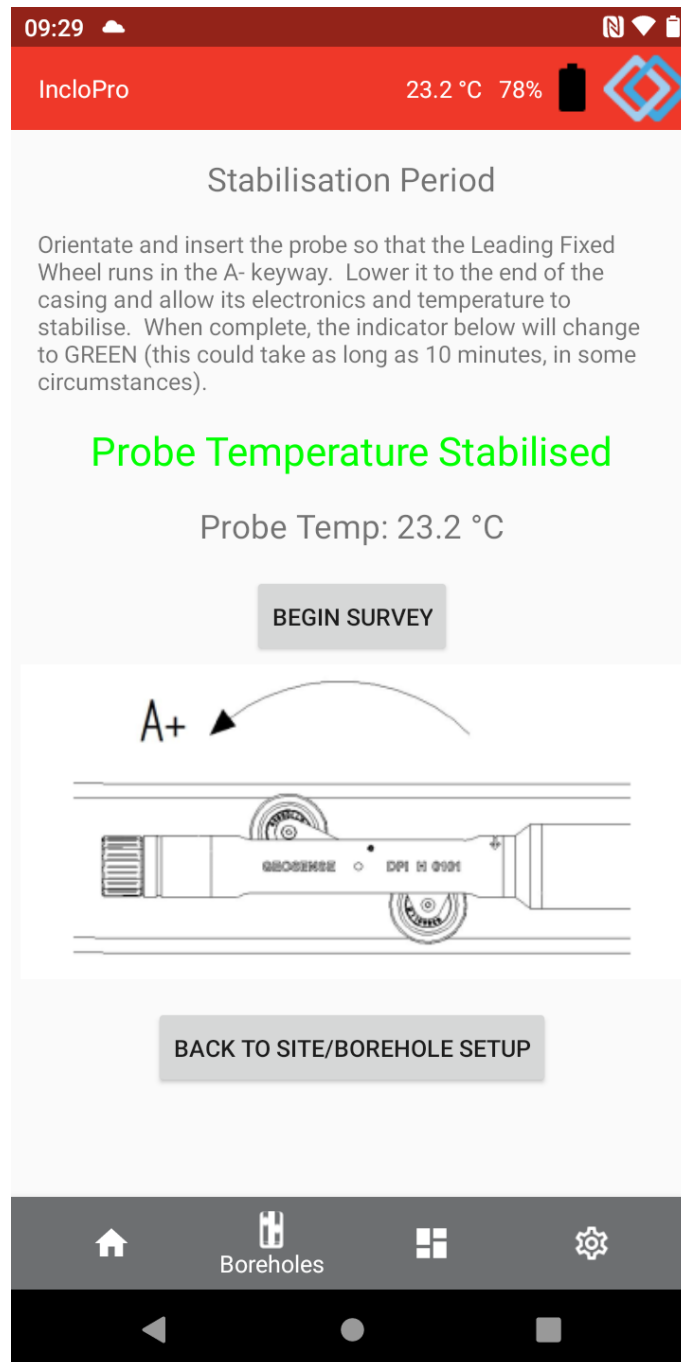 09:29
IncloPro 23.2 °C 78%
Stabilisation Period
Orientate and insert the probe so that the Leading Fixed
Wheel runs in the A- keyway. Lower it to the end of the
casing and allow its electronics and temperature to
stabilise. When complete, the indicator below will change
to GREEN (this could take as long as 10 minutes, in some
circumstances).
Probe Temperature Stabilised
Probe Temp: 23.2 °C
BEGIN SURVEY
A+
GEOSENSE DPI H 0101
BACK TO SITE/BOREHOLE SETUP
Boreholes